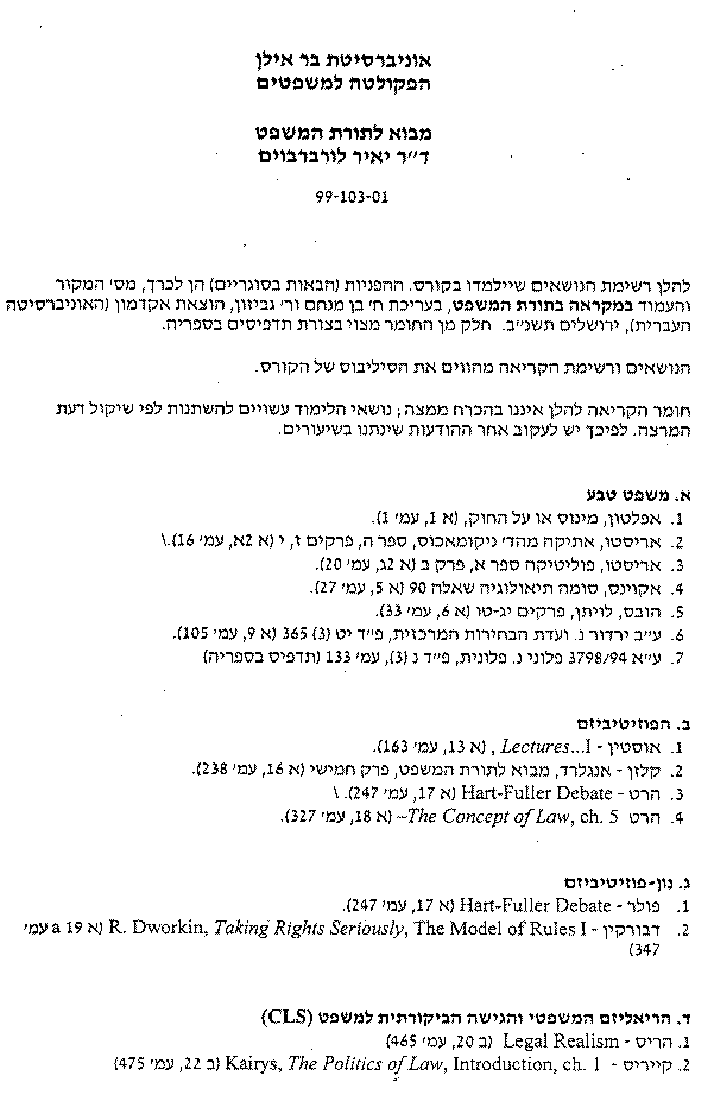 אוניברסיטת בר אילן
הפקולטה למשפטים
מבוא לתורת המשפט
ד״ר יאיר לורברבוים
99-103-01
להלן רשימת הנושאים שיילמדו בקורס. ההפניות (הבאות בסוגריים) הן לכרך, מס׳ המקור
והעמוד במקראה בתורת המשפט, בעריכת ח׳ בן מנחם ור׳ גביזון, הוצאת אקדמון (האוניברסיטה
העברית), ירושלים תשנ״ב. חלק מן החומר מצוי בצורת תדפיסים בספריה.
הנושאים ורשימת הקריאה מהווים את הסיליבוס של הקורס.
חומר הקריאה להלן איננו בהכרח ממצה; נושאי הלימוד עשויים להשתנות לפי שיקול דעת
המרצה. לפיכך יש לעקוב אחר ההודעות שינתנו בשיעורים.
א. משפט טבע
1. אפלטון, מינוס או על החוק, (א 1, עמ׳ 1).
2. אריסטו, אתיקה מהדי ניקומאכוס, ספר ה, פרקים ז, י (א 2א, עמ׳ 16).\
3. אריסטו, פוליטיקה ספר א, פרק ב (א 2ג, עמ׳ 20).
4. אקוינס, סומה תיאולוגיה שאלה 90 (א 5, עמ׳ 27).
5. הובס, לויתן, פרקים יג-טו (א 6, עמ׳ 33).
6. ע״ב ירדור נ. ועדת הבחירות המרכזית, פ״ד יט (3) 365 (א 9, עמ׳ 105).
7. ע״א 3798/94 פלוני נ. פלונית, פ״ד נ (3), עמ׳ 133 (תדפיס בספריה)
ב. הפוזיטיביזם
1. אוסטין - Lectures...I , (א 13, עמ׳ 163).
2. קלזן - אנגלרד, מבוא לתורת המשפט, פרק חמישי (א 16, עמ׳ 238).
3. הרט - Hart-Fuller Debate (א 17, עמ׳ 247). \
4. הרט The Concept of Law, ch. 5– (א 18, עמ׳ 327).
ג. נון-פוזיטיביזם
1. פולר - Hart-Fuller Debate (א 17, עמ׳ 247).
2. דבורקין - R. Dworkin, Taking Rights Seriously, The Model of Rules I (א 19 a עמ׳
347)
ד. הריאליזם המשפטי והגישה הביקורתית למשפט (CLS)
1. הריס - Legal Realism (ב 20, עמ׳ 465)
2. קייריס - Kairys, The Politics of Law, Introduction, ch. 1 (ב 22, עמ׳ 475)